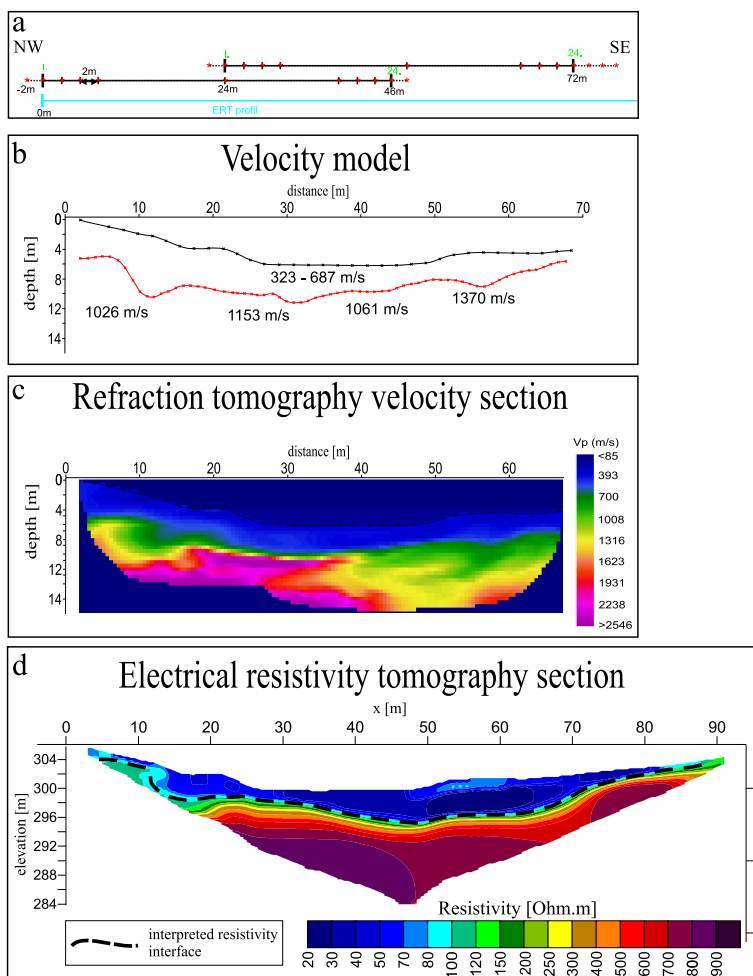 a
NW
SE
1.
1.
24.
24.
2m
-2m
24m
46m
72m
0m
ERT profil
b
Velocity model
distance [m]
0 10 20 30 40 50 60 70
depth [m]
0
4
8
12
16
323 - 687 m/s
1026 m/s
1153 m/s
1061 m/s
1370 m/s
c
Refraction tomography velocity section
distance [m]
0 10 20 30 40 50 60
depth [m]
0
4
8
12
14
Vp (m/s)
<85
393
700
1008
1316
1623
1931
2238
>2546
d
Electrical resistivity tomography section
x [m]
0 10 20 30 40 50 60 70 80 90
elevation [m]
304
300
296
292
288
284
interpreted resistivity
interface
Resistivity [Ohm.m]
20 30 50 70 80 100 120 150 200 250 300 400 600 700 800 900